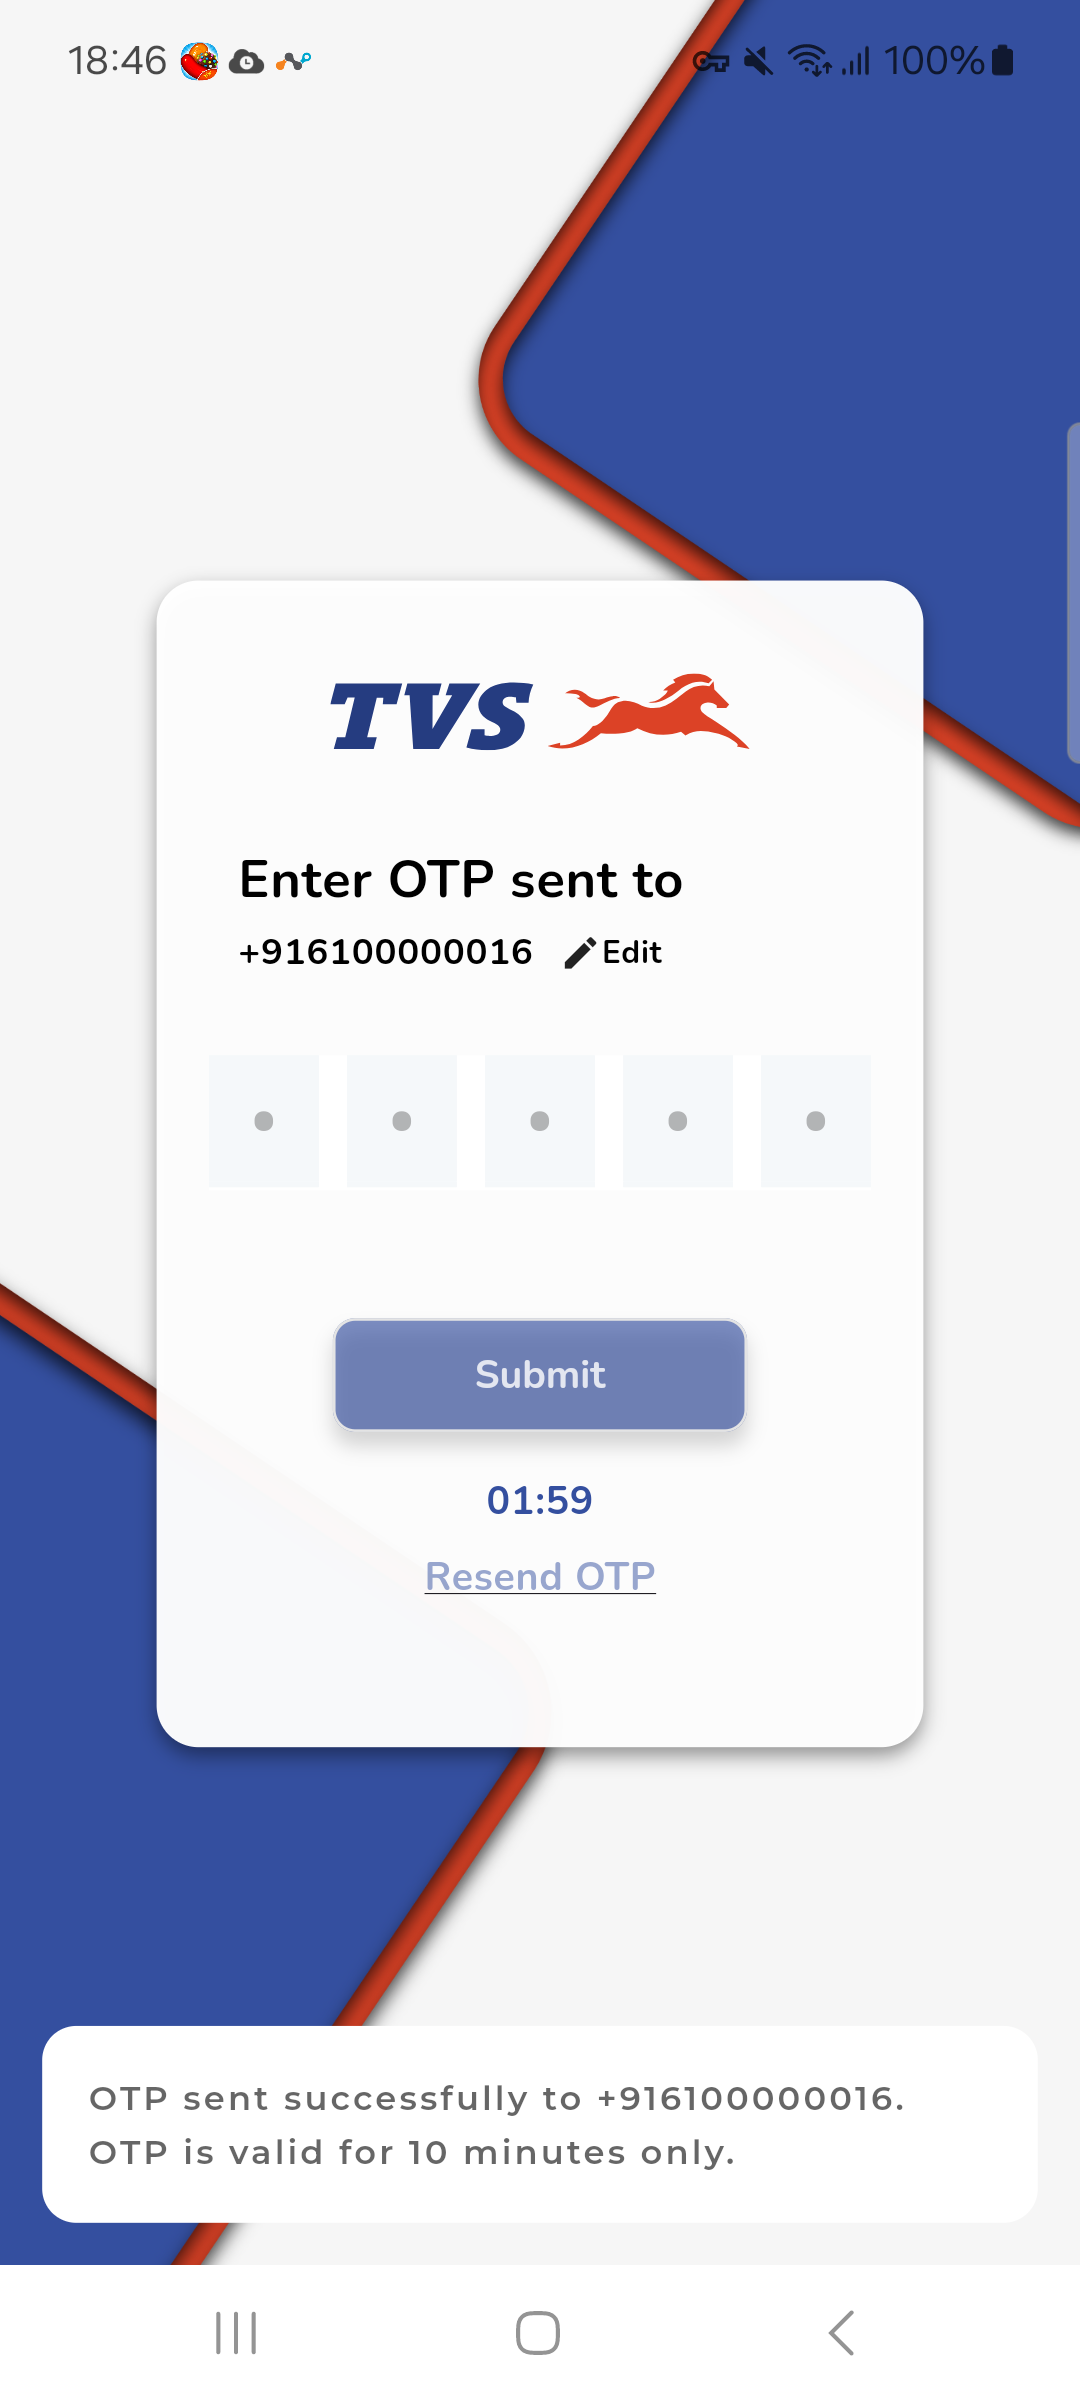 18:46
100%
TVS
Enter OTP sent to
+916100000016 Edit
Submit
01:59
Resend OTP
OTP sent successfully to +916100000016.
OTP is valid for 10 minutes only.